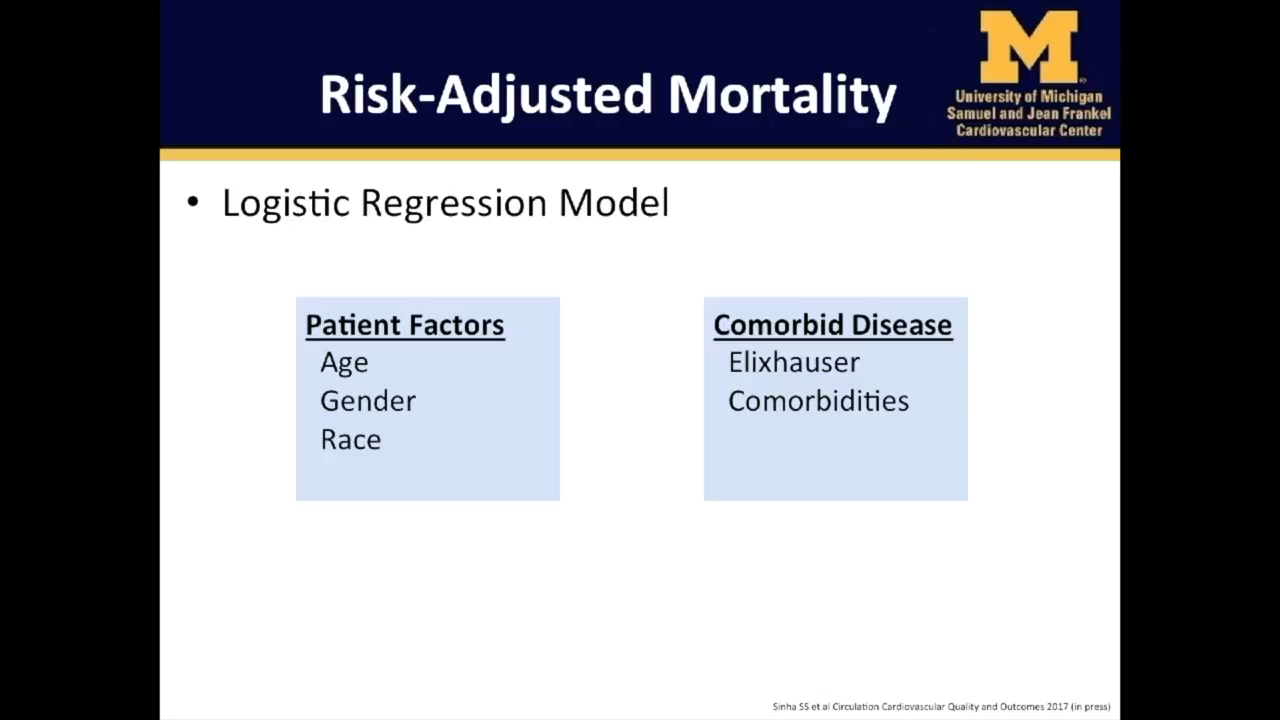 Risk-Adjusted Mortality
M
University of Michigan
Samuel and Jean Frankel
Cardiovascular Center
• Logistic Regression Model
Patient Factors
Age
Gender
Race
Comorbid Disease
Elixhauser
Comorbidities
Sinha SS et al Circulation Cardiovascular Quality and Outcomes 2017 (in press)